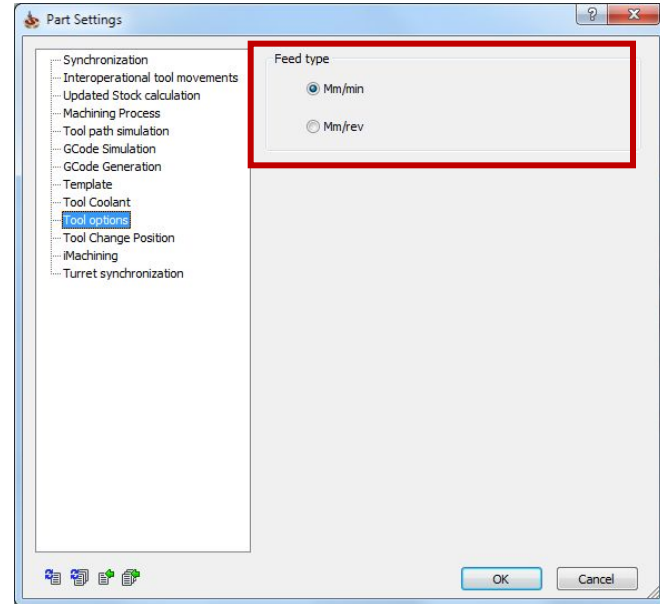 Part Settings
Synchronization
Interoperational tool movements
Updated Stock calculation
Machining Process
Tool path simulation
GCode Simulation
GCode Generation
Template
Tool Coolant
Tool options
Tool Change Position
iMachining
Turret synchronization
Feed type
Mm/min
Mm/rev
OK
Cancel